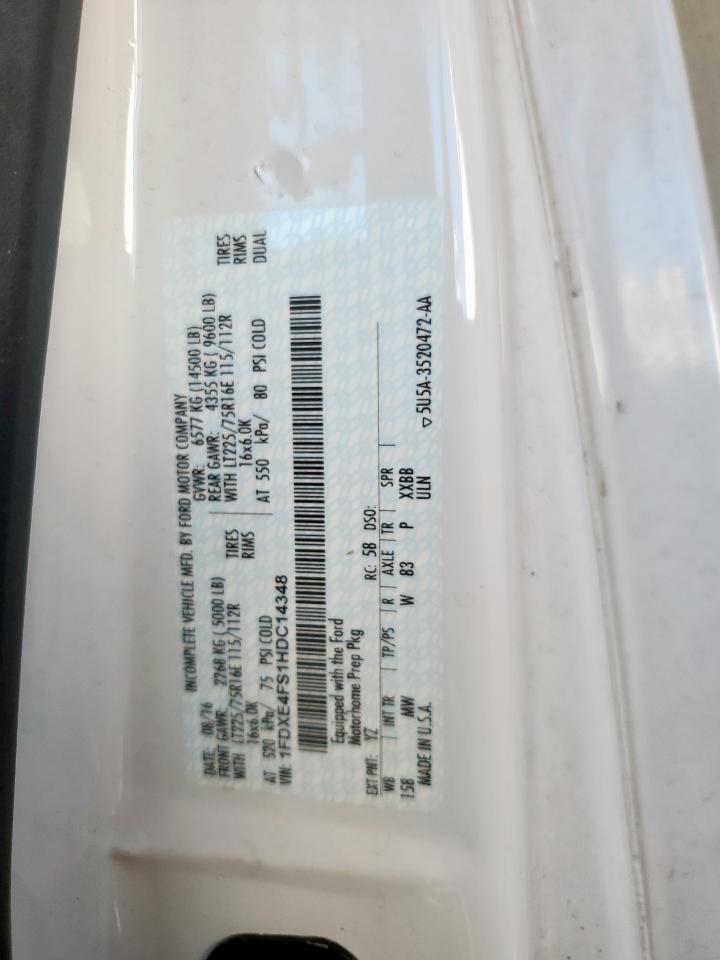 INCOMPLETE VEHICLE MFD. BY FORD MOTOR COMPANY
DATE: 08/16 GVWR: 6577 KG (14500 LB)
FRONT GAWR: 2268 KG (5000 LB) REAR GAWR: 4355 KG (9600 LB)
WITH LT225/75R16E 115/112R TIRES WITH LT225/75R16E 115/112R TIRES
16x6.0K RIMS 16x6.0K RIMS
AT 520 kPa/ 75 PSI COLD AT 550 kPa/ 80 PSI COLD DUAL
VIN: 1FDXE4FS1HDC14348
Equipped with the Ford
Motorhome Prep Pkg
EXT PNT: YZ RC: 58 DSO:
WB INT TR TP/PS R AXLE TR SPR
158 MW W B3 P XXBB
MADE IN U.S.A. ULN
▽5U5A-3520472-AA